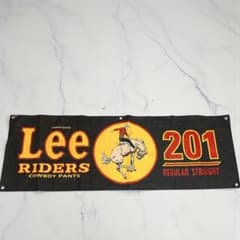 Lee
RIDERS
COWBOY PANTS
201
REGULAR STRAIGHT